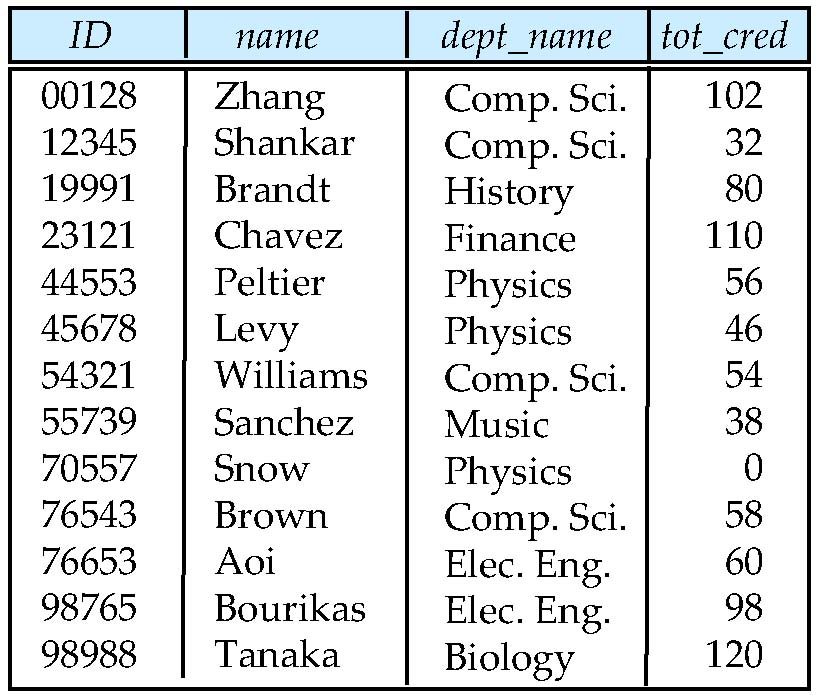 ID name dept_name tot_cred
00128 Zhang Comp. Sci. 102
12345 Shankar Comp. Sci. 32
19991 Brandt History 80
23121 Chavez Finance 110
44553 Peltier Physics 56
45678 Levy Physics 46
54321 Williams Comp. Sci. 54
55739 Sanchez Music 38
70557 Snow Physics 0
76543 Brown Comp. Sci. 58
76653 Aoi Elec. Eng. 60
98765 Bourikas Elec. Eng. 98
98988 Tanaka Biology 120